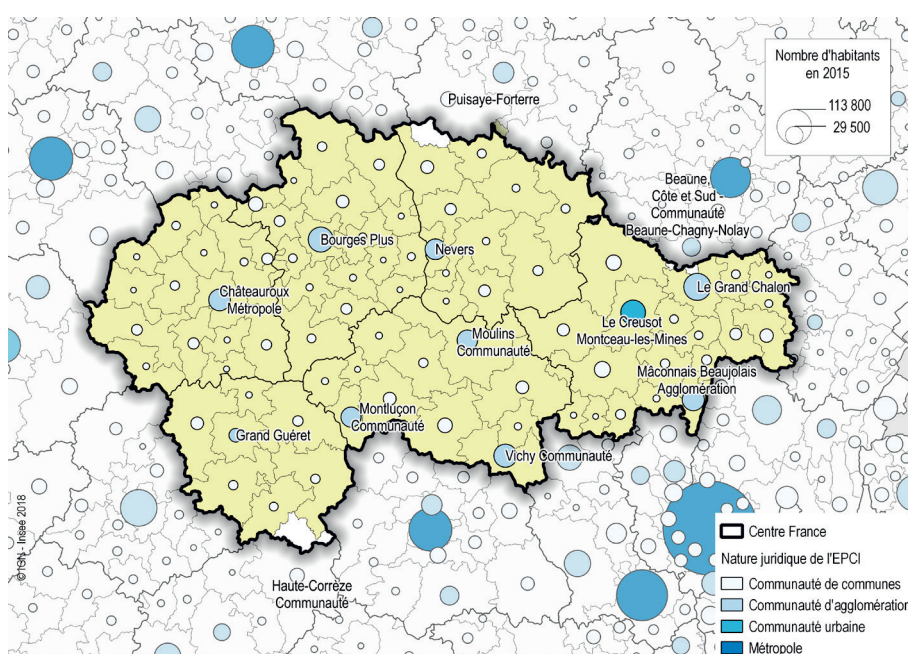 Nombre d'habitants
en 2015
113 800
29 500
Puisaye-Forterre
Beaune,
Côte et Sud -
Communauté
Beaune-Chagny-Nolay
Bourges Plus
Nevers
Le Grand Chalon
Châteauroux
Métropole
Le Creusot
Montceau-les-Mines
Moulins
Communauté
Mâconnais Beaujolais
Agglomération
Montluçon
Communauté
Grand Guéret
Vichy Communauté
Haute-Corrèze
Communauté
©IGN - Insee 2018
Centre France
Nature juridique de l'EPCI
Communauté de communes
Communauté d'agglomération
Communauté urbaine
Métropole